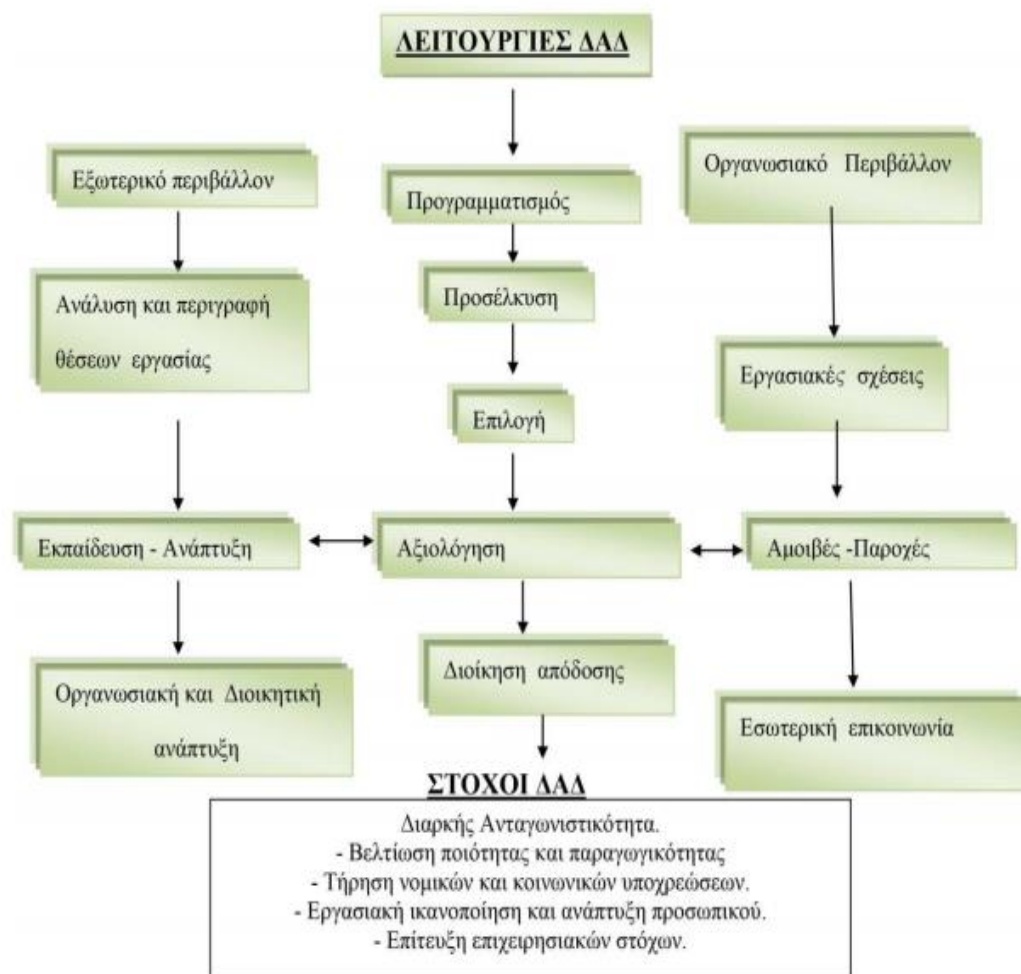 ΛΕΙΤΟΥΡΓΙΕΣ ΔΑΔ
Εξωτερικό περιβάλλον
Προγραμματισμός
Οργανωσιακό Περιβάλλον
Ανάλυση και περιγραφή
θέσεων εργασίας
Προσέλκυση
Εργασιακές σχέσεις
Επιλογή
Εκπαίδευση - Ανάπτυξη
Αξιολόγηση
Αμοιβές -Παροχές
Οργανωσιακή και Διοικητική
ανάπτυξη
Διοίκηση απόδοσης
Εσωτερική επικοινωνία
ΣΤΟΧΟΙ ΔΑΔ
Διαρκής Ανταγωνιστικότητα.
- Βελτίωση ποιότητας και παραγωγικότητας
- Τήρηση νομικών και κοινωνικών υποχρεώσεων.
- Εργασιακή ικανοποίηση και ανάπτυξη προσωπικού.
- Επίτευξη επιχειρησιακών στόχων.